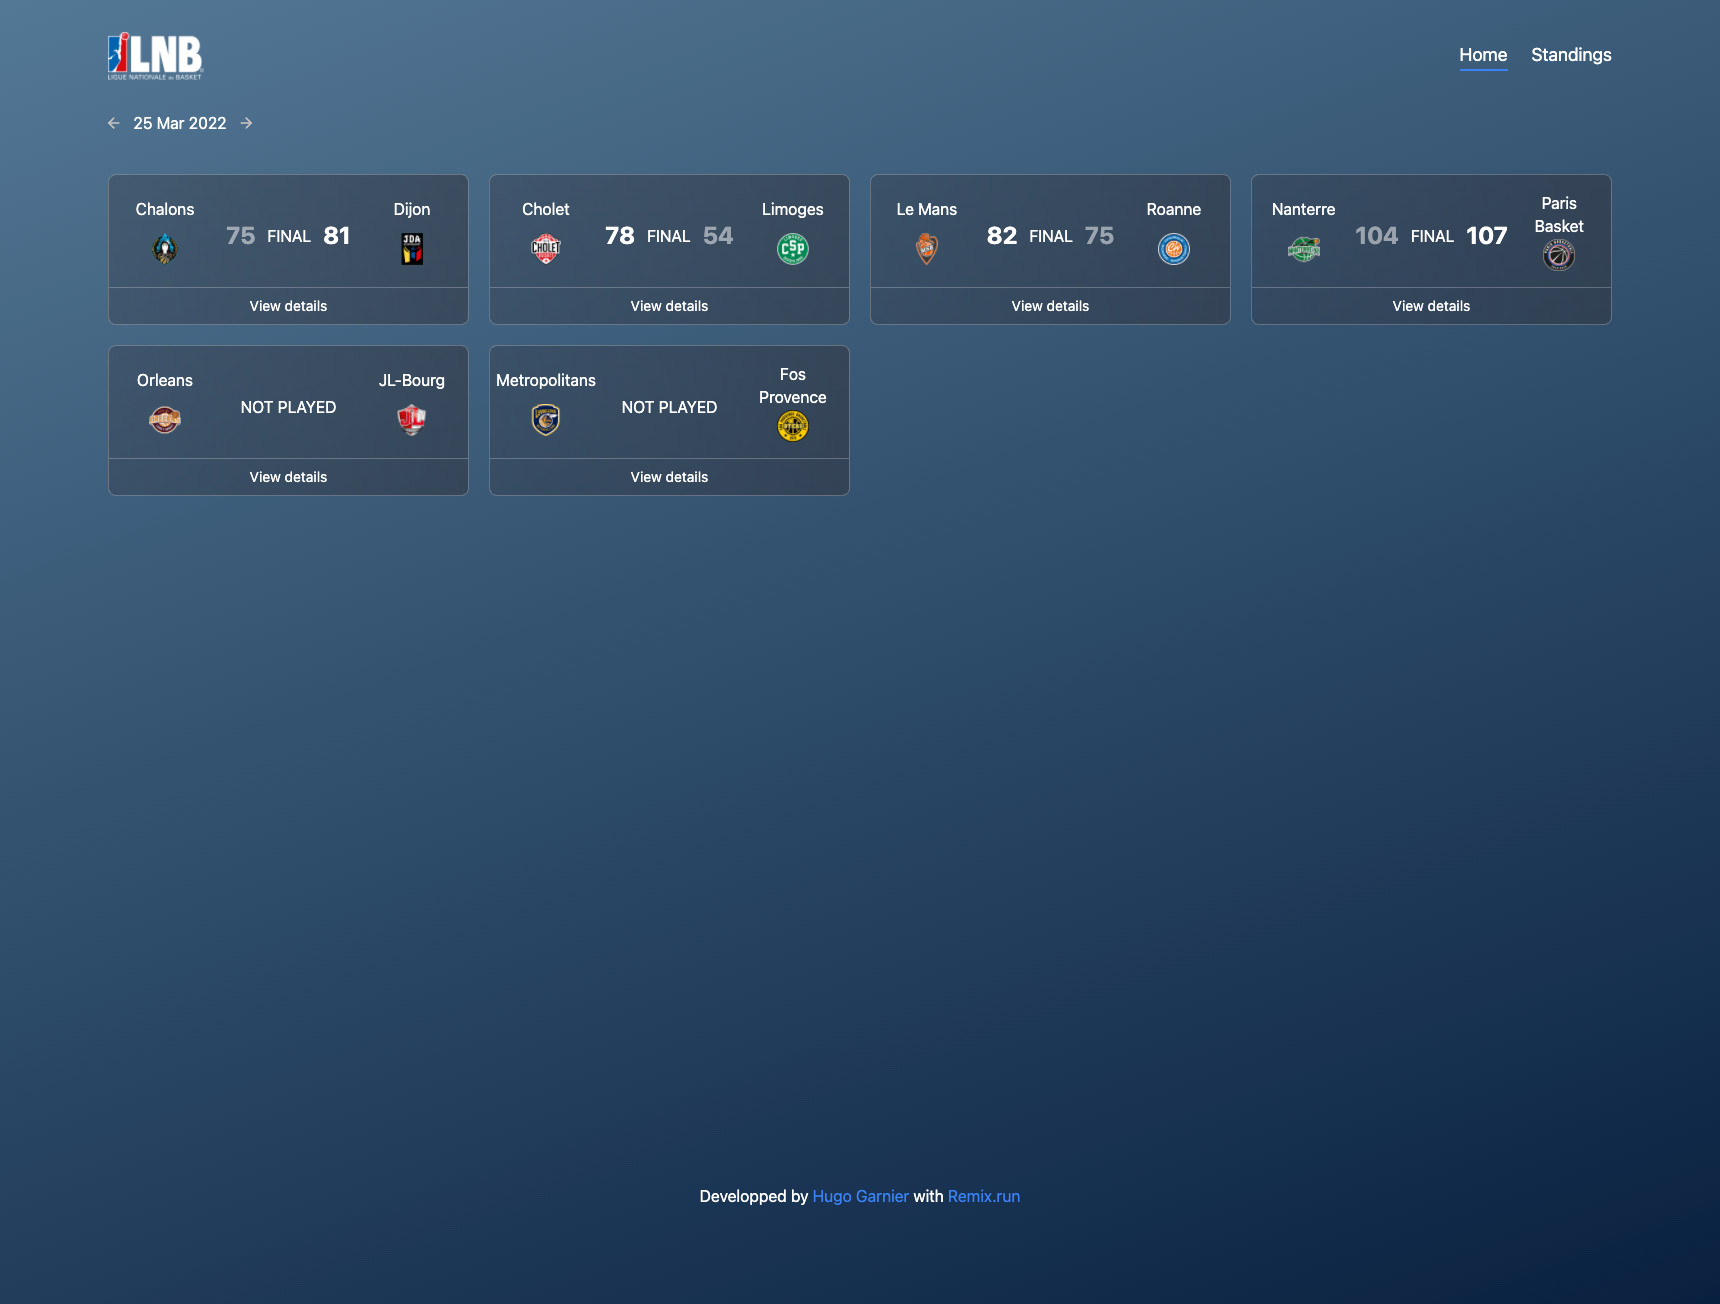 LNB
LIGUE NATIONALE DE BASKET
Home Standings
25 Mar 2022
Chalons
75 FINAL 81
Dijon
JDA
View details
Cholet
CHOLET
78 FINAL 54
Limoges
CSP
View details
Le Mans
MSB
82 FINAL 75
Roanne
View details
Nanterre
104 FINAL 107
Paris
Basket
View details
Orleans
NOT PLAYED
JL-Bourg
JL
View details
Metropolitans
NOT PLAYED
Fos
Provence
View details
Developped by Hugo Garnier with Remix.run